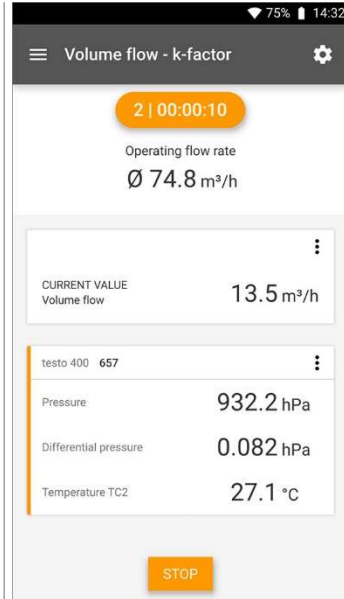 75% 14:32
Volume flow - k-factor
2 | 00:00:10
Operating flow rate
Ø 74.8 m³/h
CURRENT VALUE
Volume flow 13.5 m³/h
testo 400 657
Pressure 932.2 hPa
Differential pressure 0.082 hPa
Temperature TC2 27.1 °C
STOP